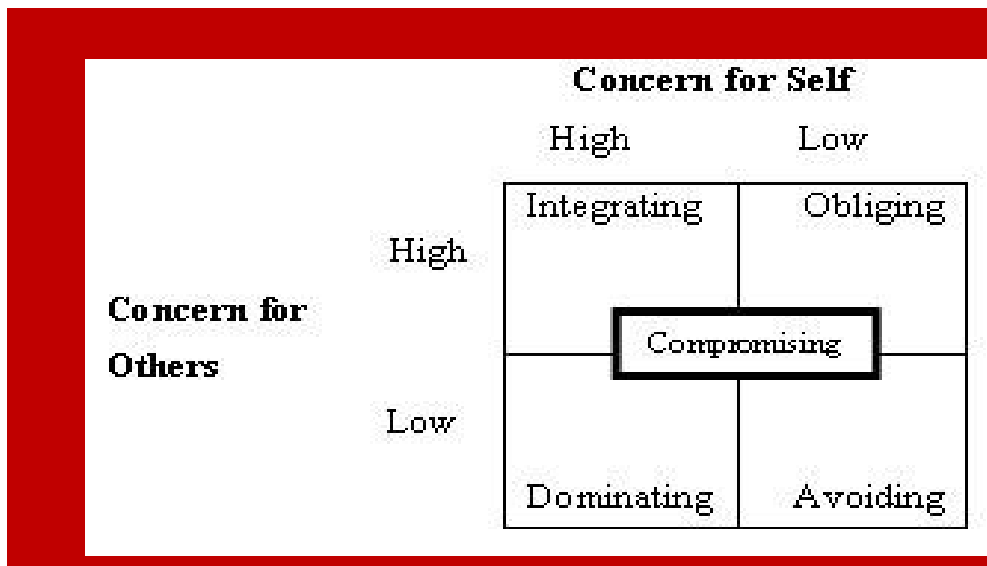 Concern for Self
High Low
Integrating Obliging
High
Concern for
Others
Compromising
Low
Dominating Avoiding